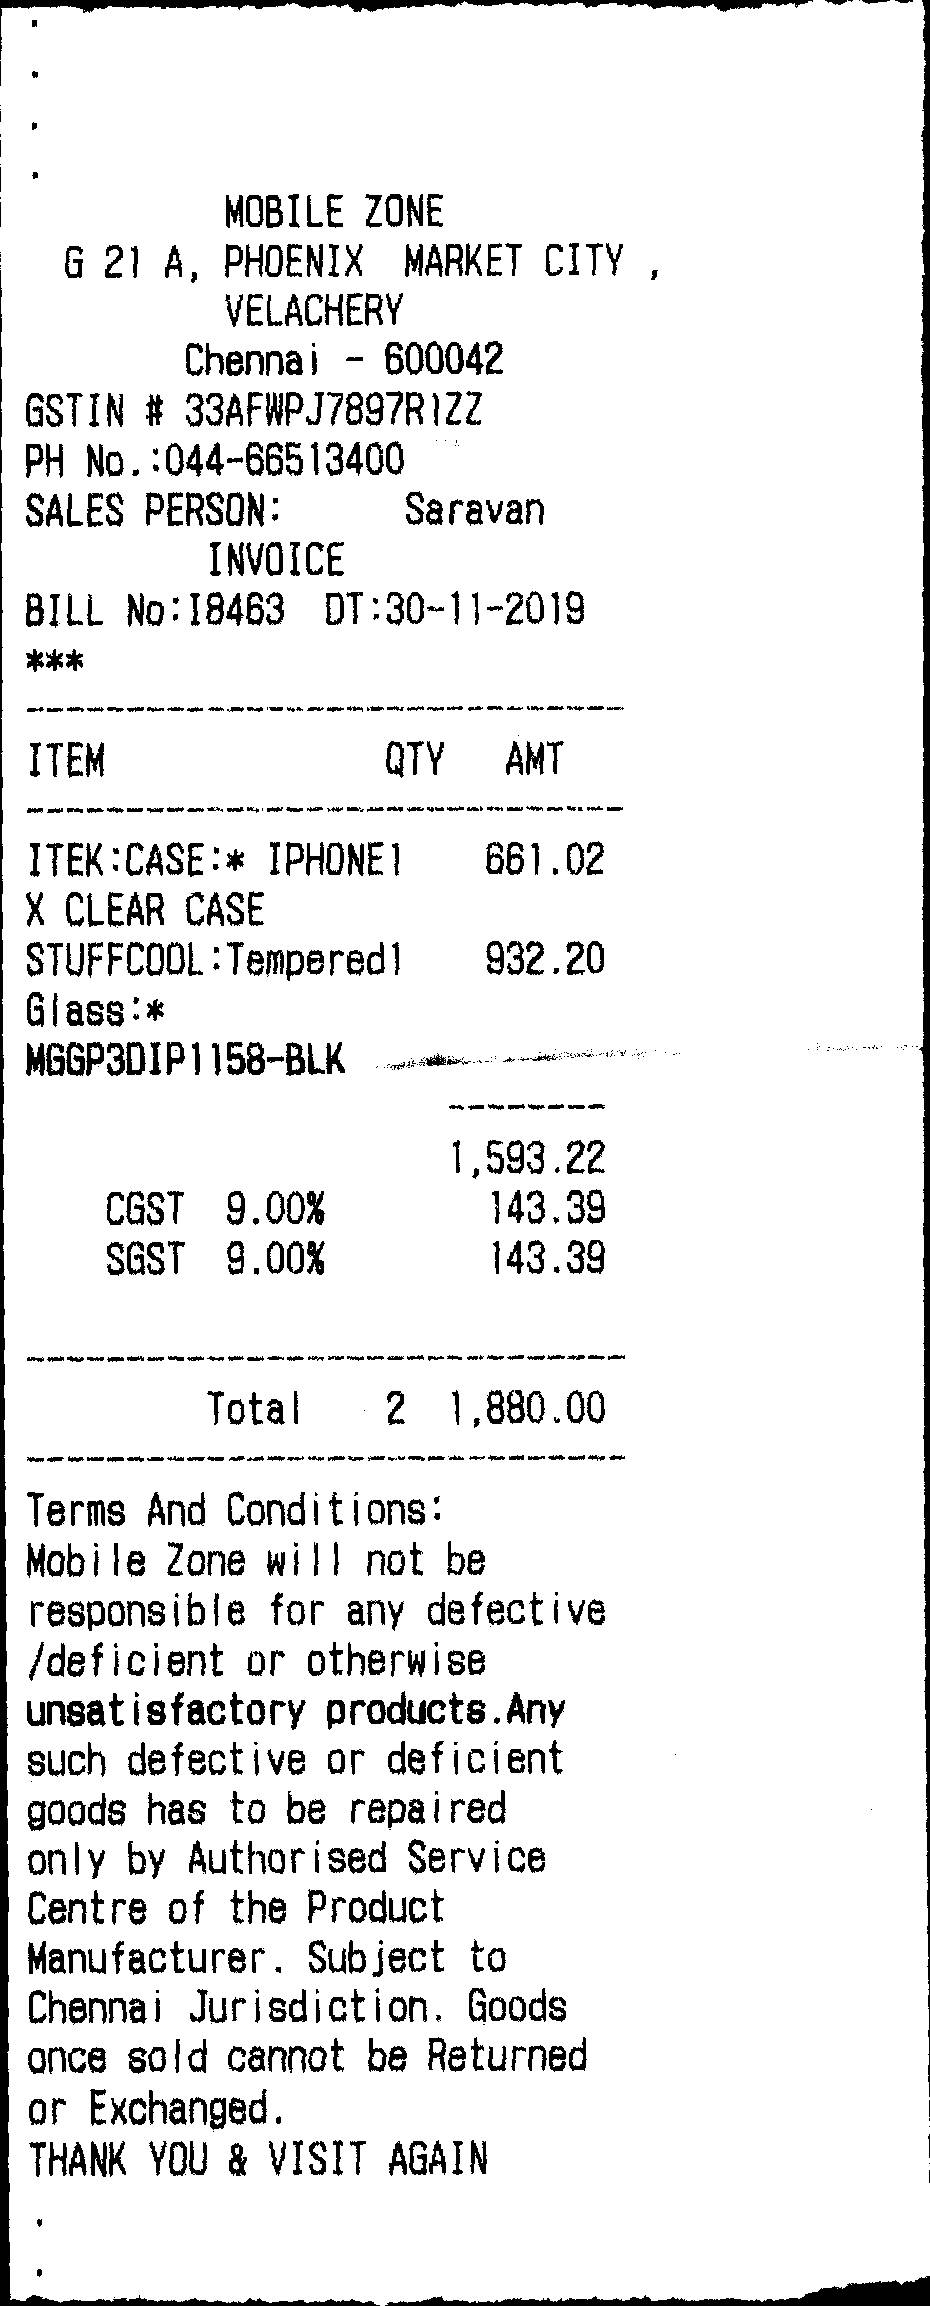 MOBILE ZONE
G 21 A, PHOENIX MARKET CITY ,
VELACHERY
Chennai - 600042
GSTIN # 33AFWPJ7897R1ZZ
PH No.:044-66513400
SALES PERSON: Saravan
INVOICE
BILL No:I8463 DT:30-11-2019
***
ITEM QTY AMT
ITEK:CASE:* IPHONE1 661.02
X CLEAR CASE
STUFFCOOL:Tempered1 932.20
Glass:*
MGGP3DIP1158-BLK
1,593.22
CGST 9.00% 143.39
SGST 9.00% 143.39
Total 2 1,880.00
Terms And Conditions:
Mobile Zone will not be
responsible for any defective
/deficient or otherwise
unsatisfactory products.Any
such defective or deficient
goods has to be repaired
only by Authorised Service
Centre of the Product
Manufacturer. Subject to
Chennai Jurisdiction. Goods
once sold cannot be Returned
or Exchanged.
THANK YOU & VISIT AGAIN